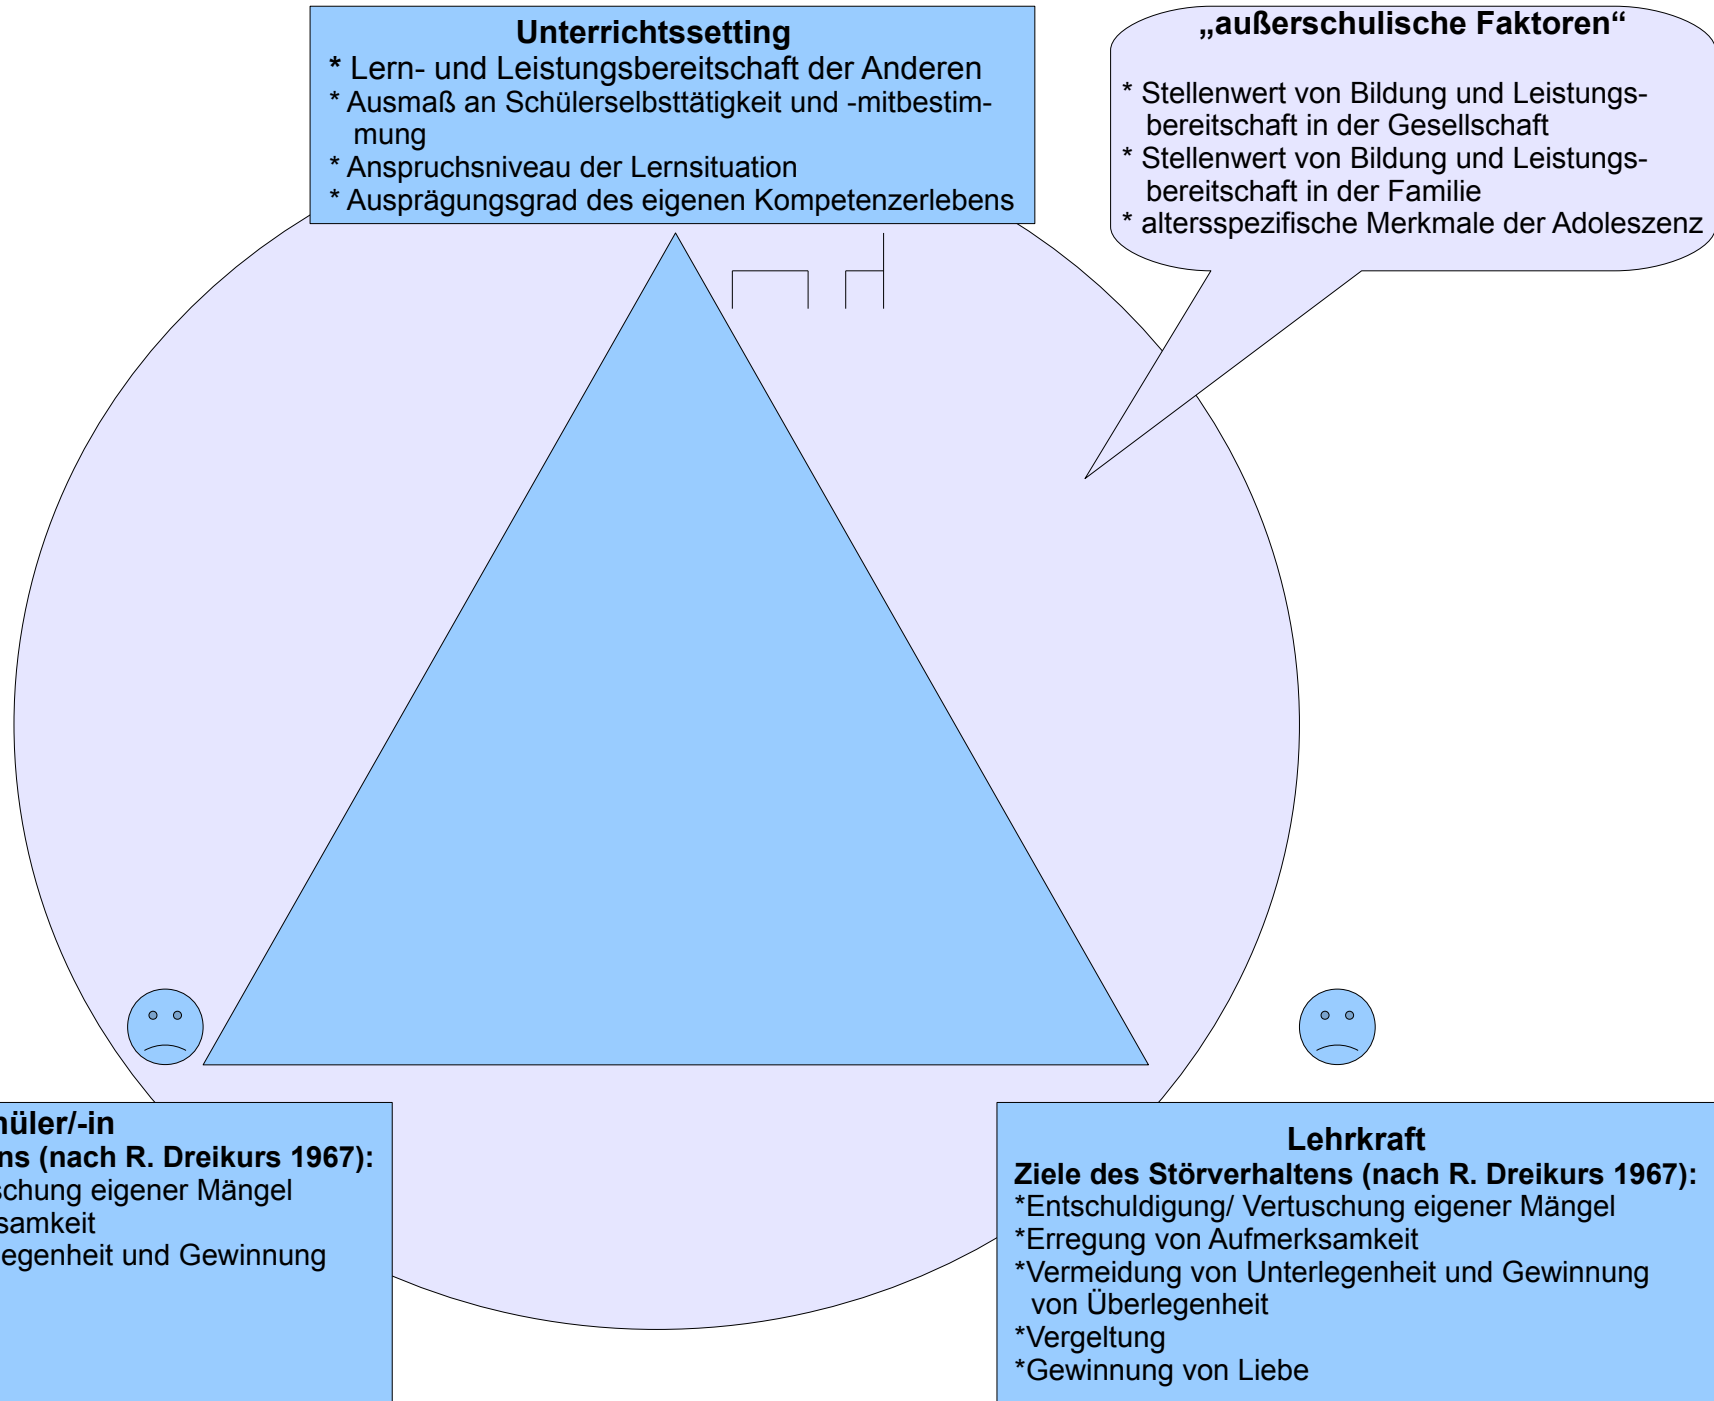 Unterrichtssetting
* Lern- und Leistungsbereitschaft der Anderen
* Ausmaß an Schülerselbsttätigkeit und -mitbestim-
mung
* Anspruchsniveau der Lernsituation
* Ausprägungsgrad des eigenen Kompetenzerlebens
„außerschulische Faktoren“
* Stellenwert von Bildung und Leistungs-
bereitschaft in der Gesellschaft
* Stellenwert von Bildung und Leistungs-
bereitschaft in der Familie
* altersspezifische Merkmale der Adoleszenz
hüler/-in
ns (nach R. Dreikurs 1967):
schung eigener Mängel
samkeit
legenheit und Gewinnung
Lehrkraft
Ziele des Störverhaltens (nach R. Dreikurs 1967):
*Entschuldigung/ Vertuschung eigener Mängel
*Erregung von Aufmerksamkeit
*Vermeidung von Unterlegenheit und Gewinnung
von Überlegenheit
*Vergeltung
*Gewinnung von Liebe